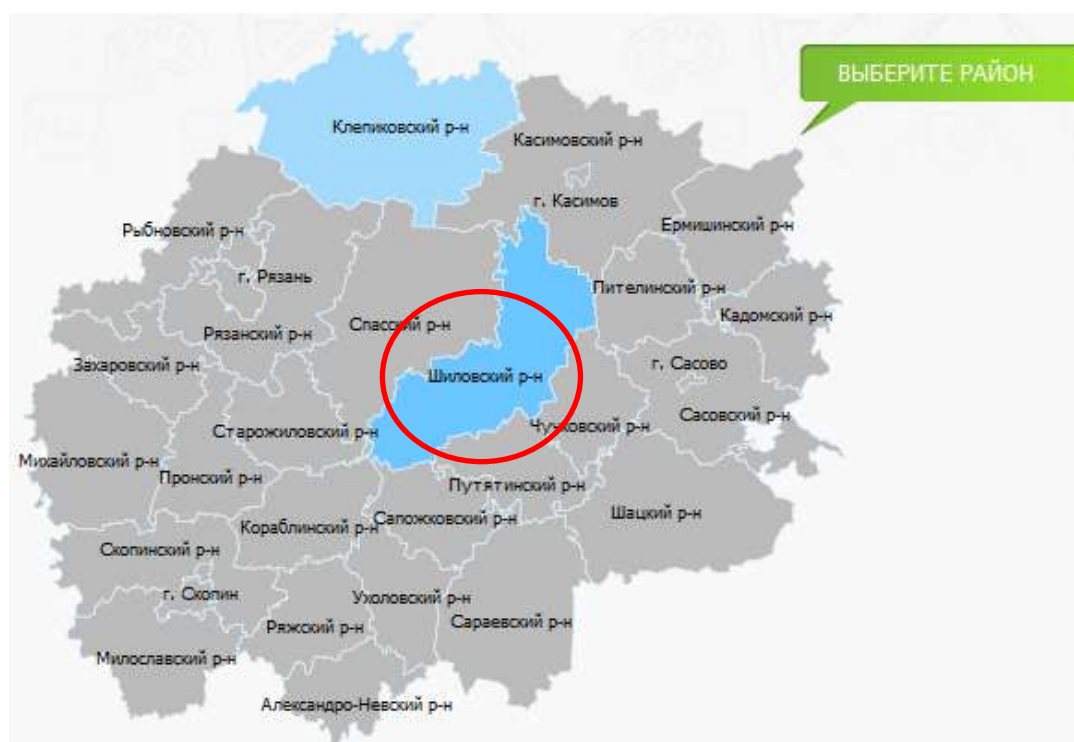 ВЫБЕРИТЕ РАЙОН
Клепиковский р-н
Касимовский р-н
г. Касимов
Ермишинский р-н
Рыбновский р-н
г. Рязань
Пителинский р-н
Кадомский р-н
Спасский р-н
Рязанский р-н
Захаровский р-н
г. Сасово
Шиловский р-н
Сасовский р-н
Чучковский р-н
Старожиловский р-н
Михайловский р-н
Пронский р-н
Путятинский р-н
Шацкий р-н
Сапожковский р-н
Кораблинский р-н
Скопинский р-н
г. Скопин
Ухоловский р-н
Сараевский р-н
Ряжский р-н
Милославский р-н
Александро-Невский р-н